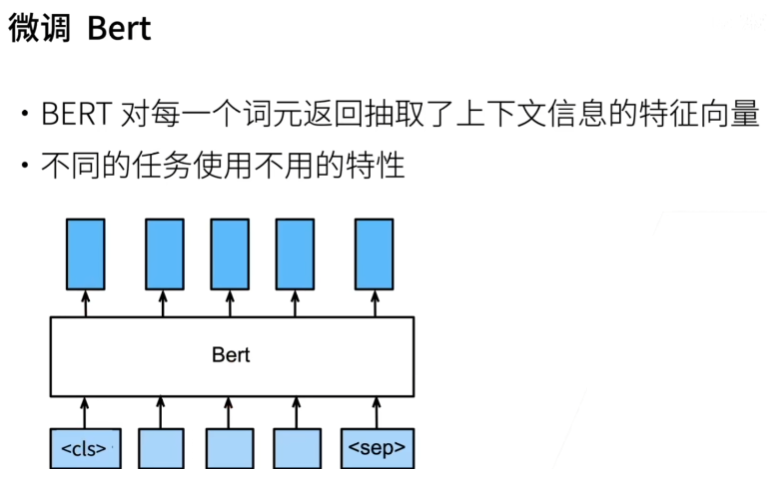 微调 Bert
• BERT 对每一个词元返回抽取了上下文信息的特征向量
• 不同的任务使用不用的特性
Bert
<cls>
<sep>